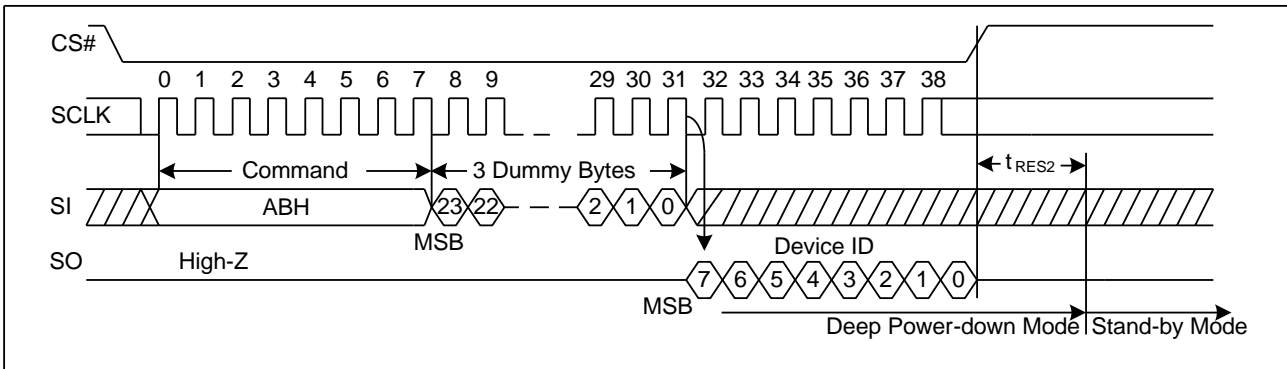 CS#
0 1 2 3 4 5 6 7 8 9 29 30 31 32 33 34 35 36 37 38
SCLK
Command 3 Dummy Bytes tRES2
SI ABH 23 22 2 1 0
MSB Device ID
SO High-Z 7 6 5 4 3 2 1 0
MSB
Deep Power-down Mode Stand-by Mode